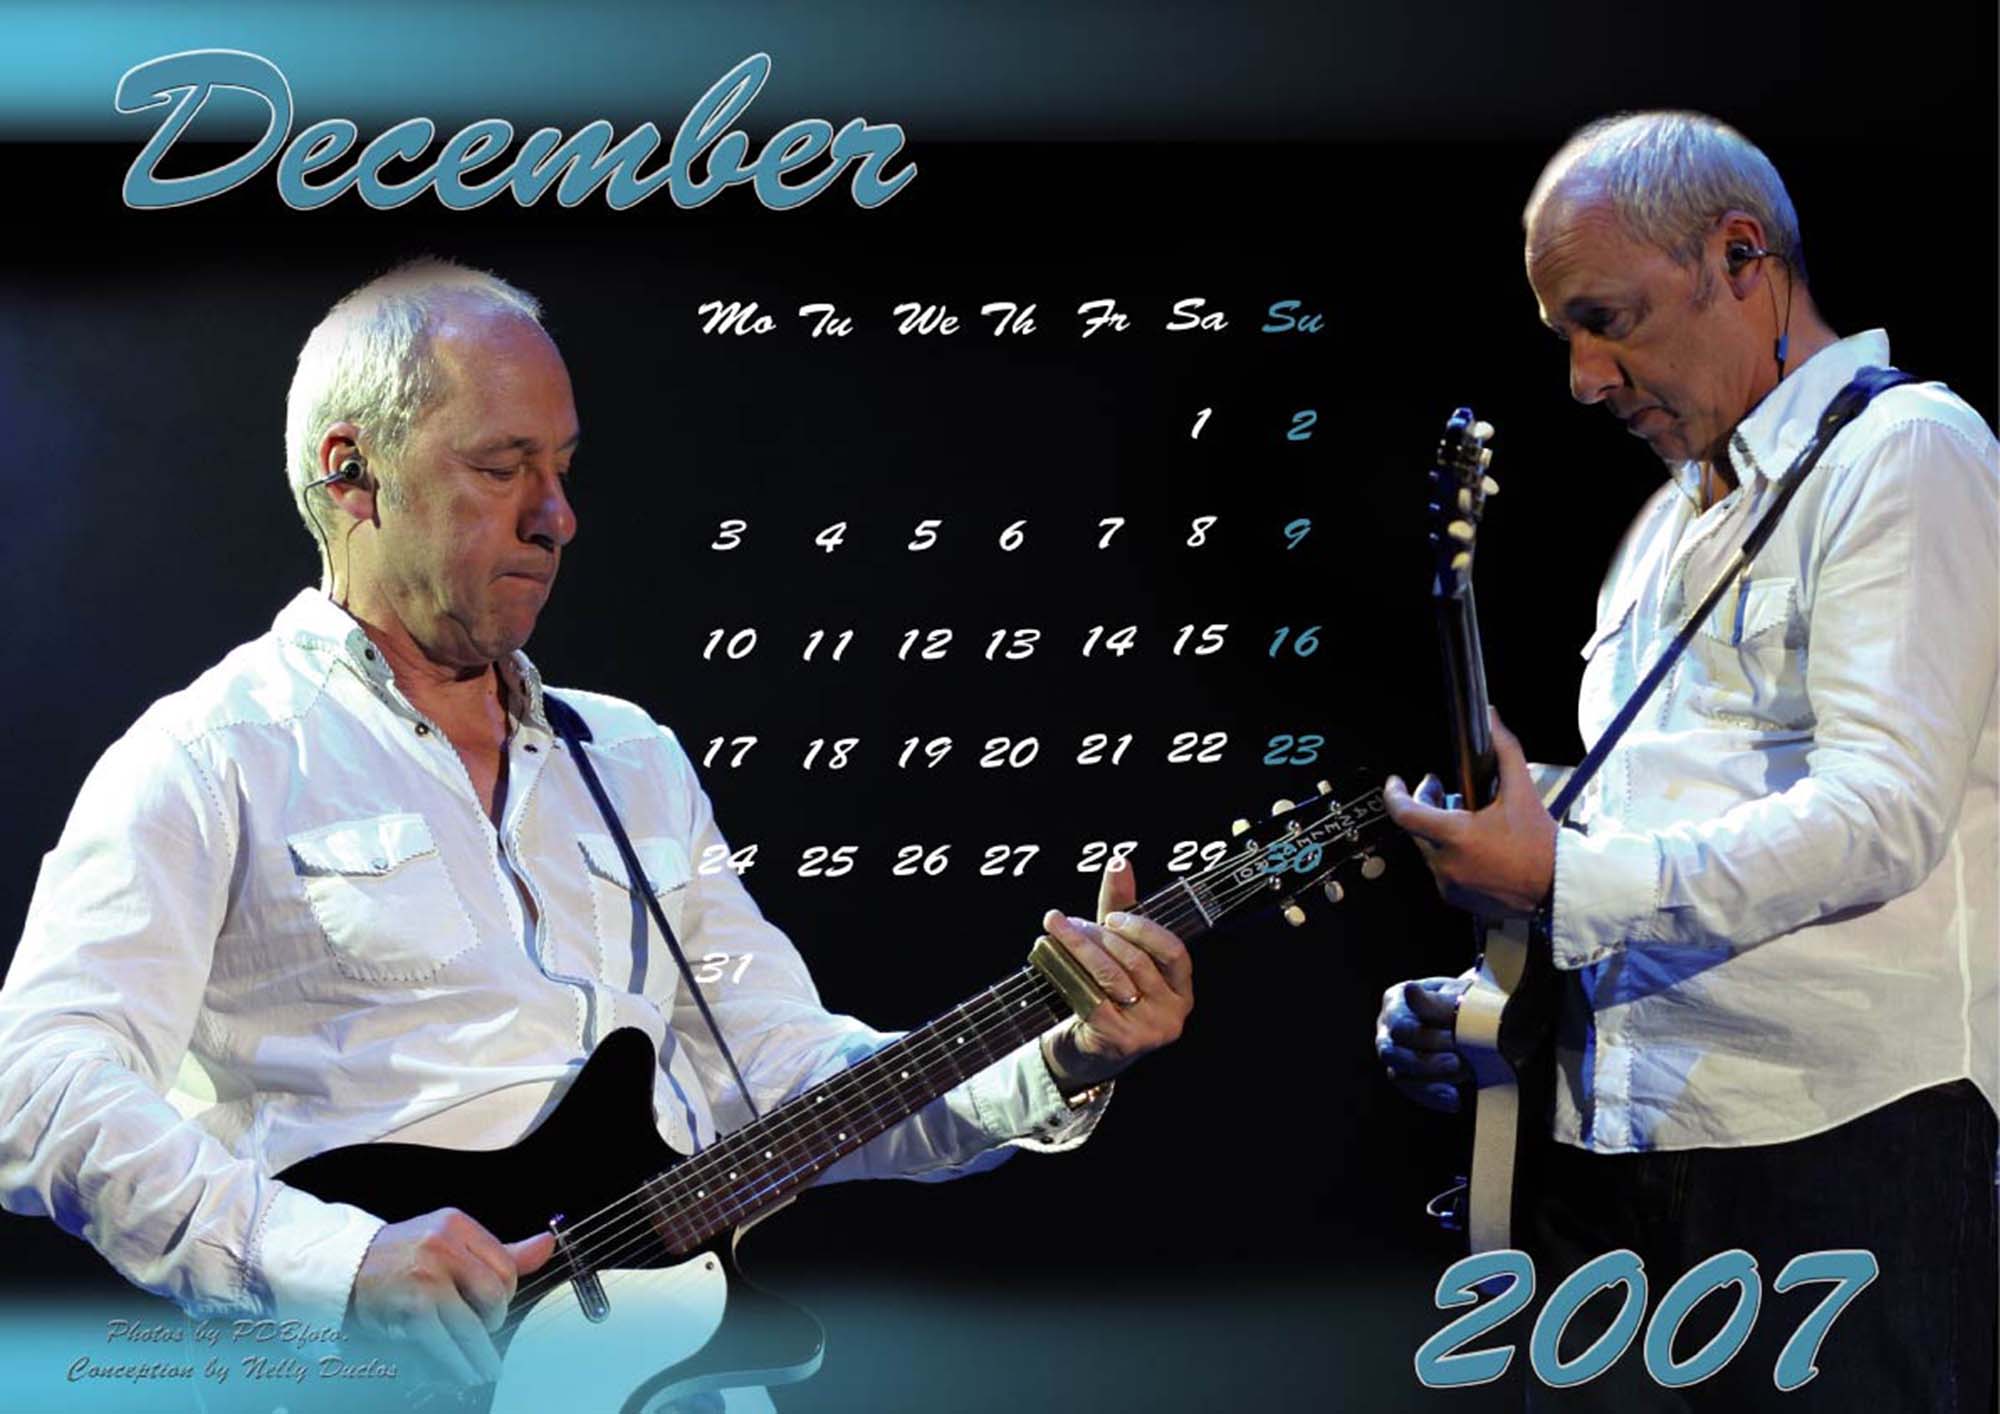 December
Mo Tu We Th Fr Sa Su
1 2
3 4 5 6 7 8 9
10 11 12 13 14 15 16
17 18 19 20 21 22 23
24 25 26 27 28 29 30
31
DANELECTRO
Photos by PDBfoto.
Conception by Nelly Duclos
2007